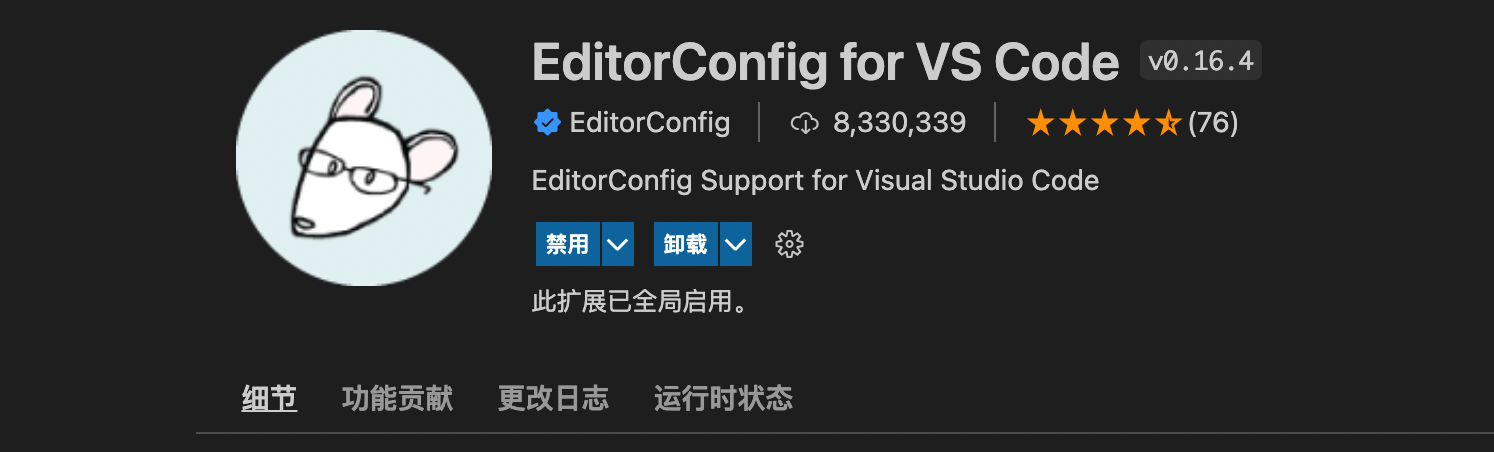 EditorConfig for VS Code v0.16.4
EditorConfig 8,330,339 (76)
EditorConfig Support for Visual Studio Code
禁用 卸载
此扩展已全局启用。
细节 功能贡献 更改日志 运行时状态